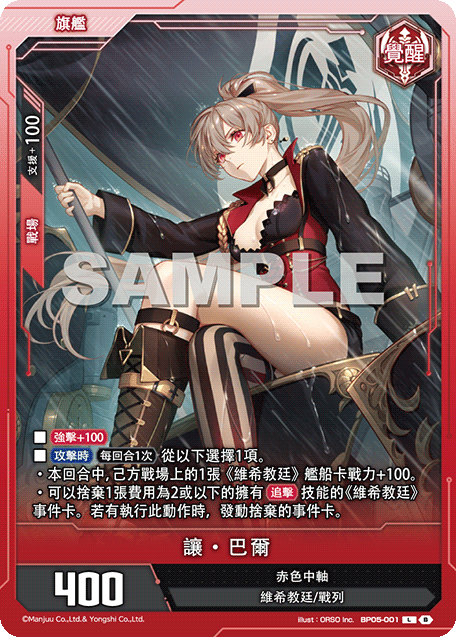 旗艦
覺醒
支援+100
戰場
SAMPLE
強擊+100
攻擊時 每回合1次 從以下選擇1項。
・本回合中,己方戰場上的1張《維希教廷》艦船卡戰力+100。
・可以捨棄1張費用為2或以下的擁有 追擊 技能的《維希教廷》
事件卡。若有執行此動作時，發動捨棄的事件卡。
讓・巴爾
400
赤色中軸
維希教廷/戰列
©Manjuu Co.,Ltd.& Yongshi Co.,Ltd.
illust：ORSO Inc. BP05-001 L B